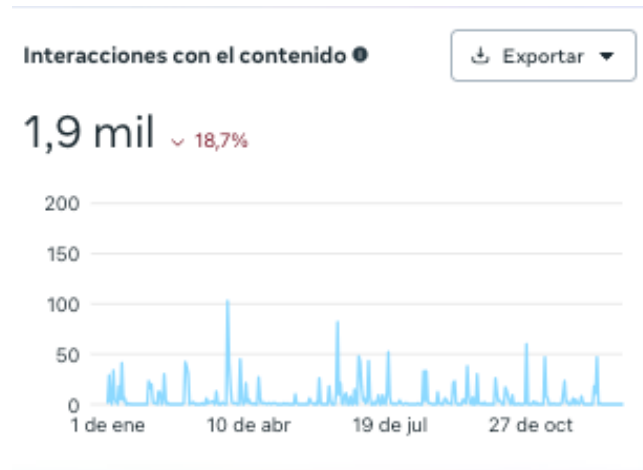 Interacciones con el contenido
Exportar
1,9 mil 18,7%
200
150
100
50
0
1 de ene 10 de abr 19 de jul 27 de oct